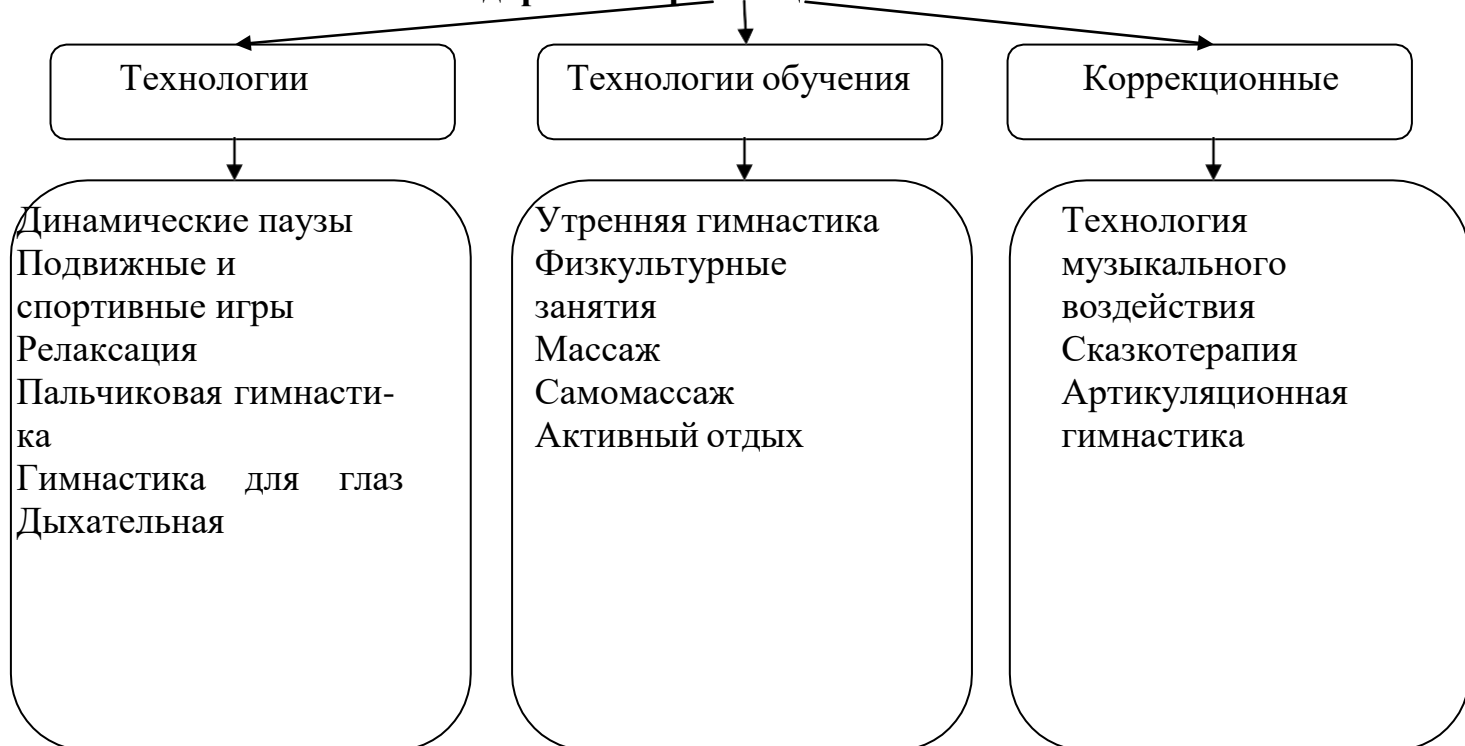 Технологии
Технологии обучения
Коррекционные
Динамические паузы
Подвижные и
спортивные игры
Релаксация
Пальчиковая гимнасти-
ка
Гимнастика для глаз
Дыхательная
Утренняя гимнастика
Физкультурные
занятия
Массаж
Самомассаж
Активный отдых
Технология
музыкального
воздействия
Сказкотерапия
Артикуляционная
гимнастика